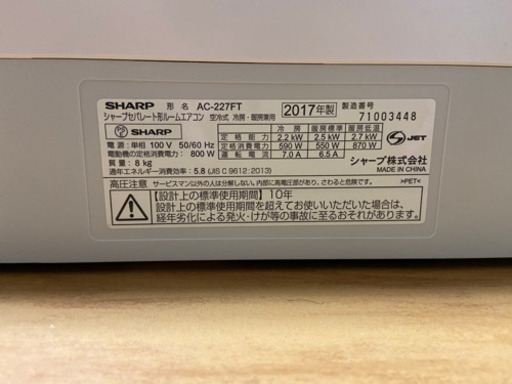 SHARP 形名 AC-227FT 2017年製 製造番号
シャープセパレート形ルームエアコン 空冷式 冷房・暖房兼用 71003448
冷房 暖房標準 暖房低温
定格能力 2.2 kW 2.5 kW 2.7 kW
定格消費電力 590 W 550 W 870 W
運転電流 7.0 A 6.5 A
P S E SHARP
電源:単相 100 V 50/60 Hz
電動機の定格消費電力: 800 W
質量: 8 kg
通年エネルギー消費効率: 5.8 (JIS C 9612:2013)
S JET
シャープ株式会社
MADE IN CHINA
高圧注意 サービスマン以外の人は分解しないでください。内部に高電圧部があり、さわると危険です。 >PET<
【設計上の標準使用期間】10年
設計上の標準使用期間を超えてお使いいただいた場合は、
経年劣化による発火・けが等の事故に至るおそれがあります。